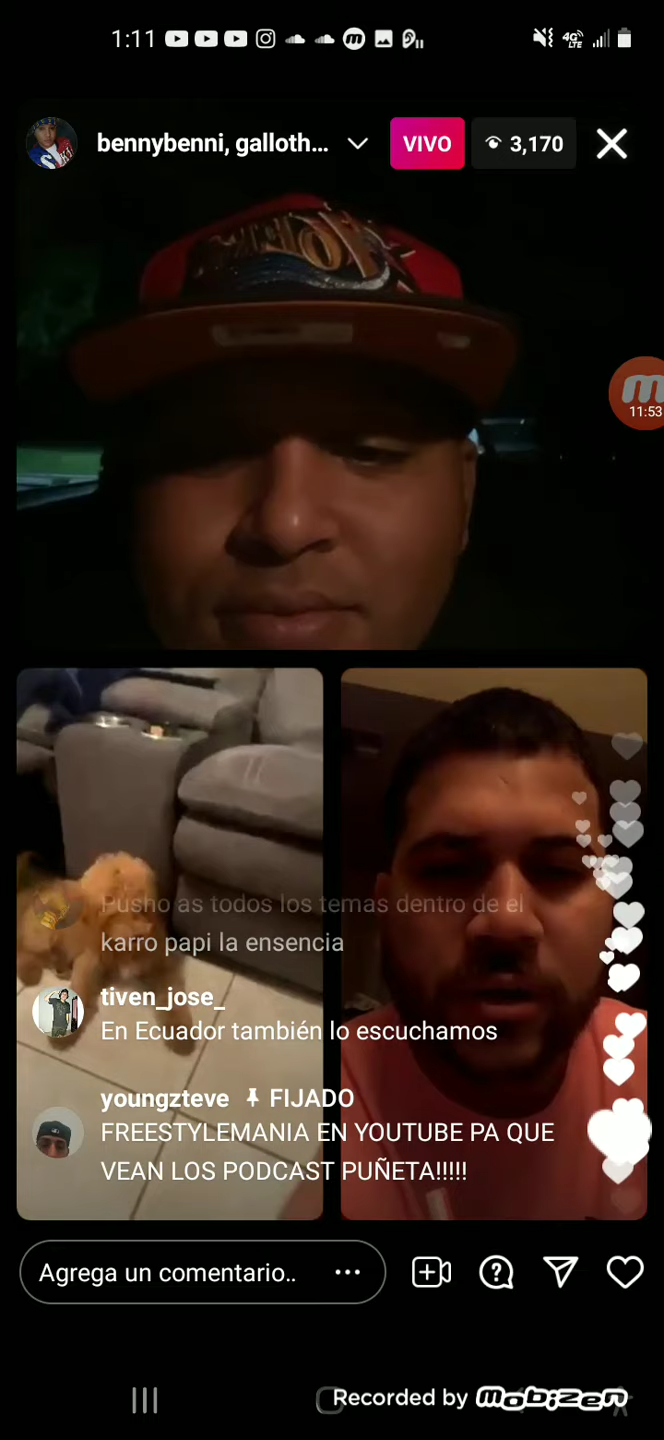 1:11
4G
LTE
bennybenni, galloth...
VIVO
3,170
11:53
Pusho as todos los temas dentro de el
karro papi la ensencia
tiven_jose_
En Ecuador también lo escuchamos
youngzteve FIJADO
FREESTYLEMANIA EN YOUTUBE PA QUE
VEAN LOS PODCAST PUÑETA!!!!!
Agrega un comentario..
Recorded by mobizen